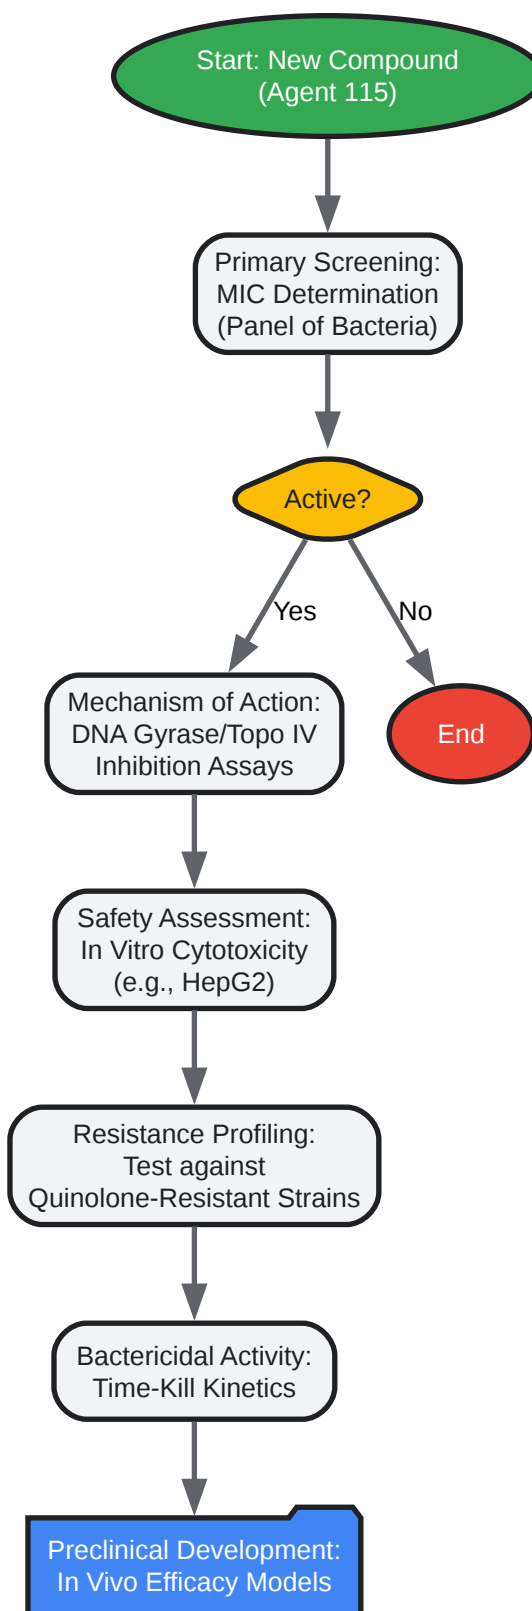 Start: New Compound
(Agent 115)
Primary Screening:
MIC Determination
(Panel of Bacteria)
Active?
Yes
No
Mechanism of Action:
DNA Gyrase/Topo IV
Inhibition Assays
End
Safety Assessment:
In Vitro Cytotoxicity
(e.g., HepG2)
Resistance Profiling:
Test against
Quinolone-Resistant Strains
Bactericidal Activity:
Time-Kill Kinetics
Preclinical Development:
In Vivo Efficacy Models